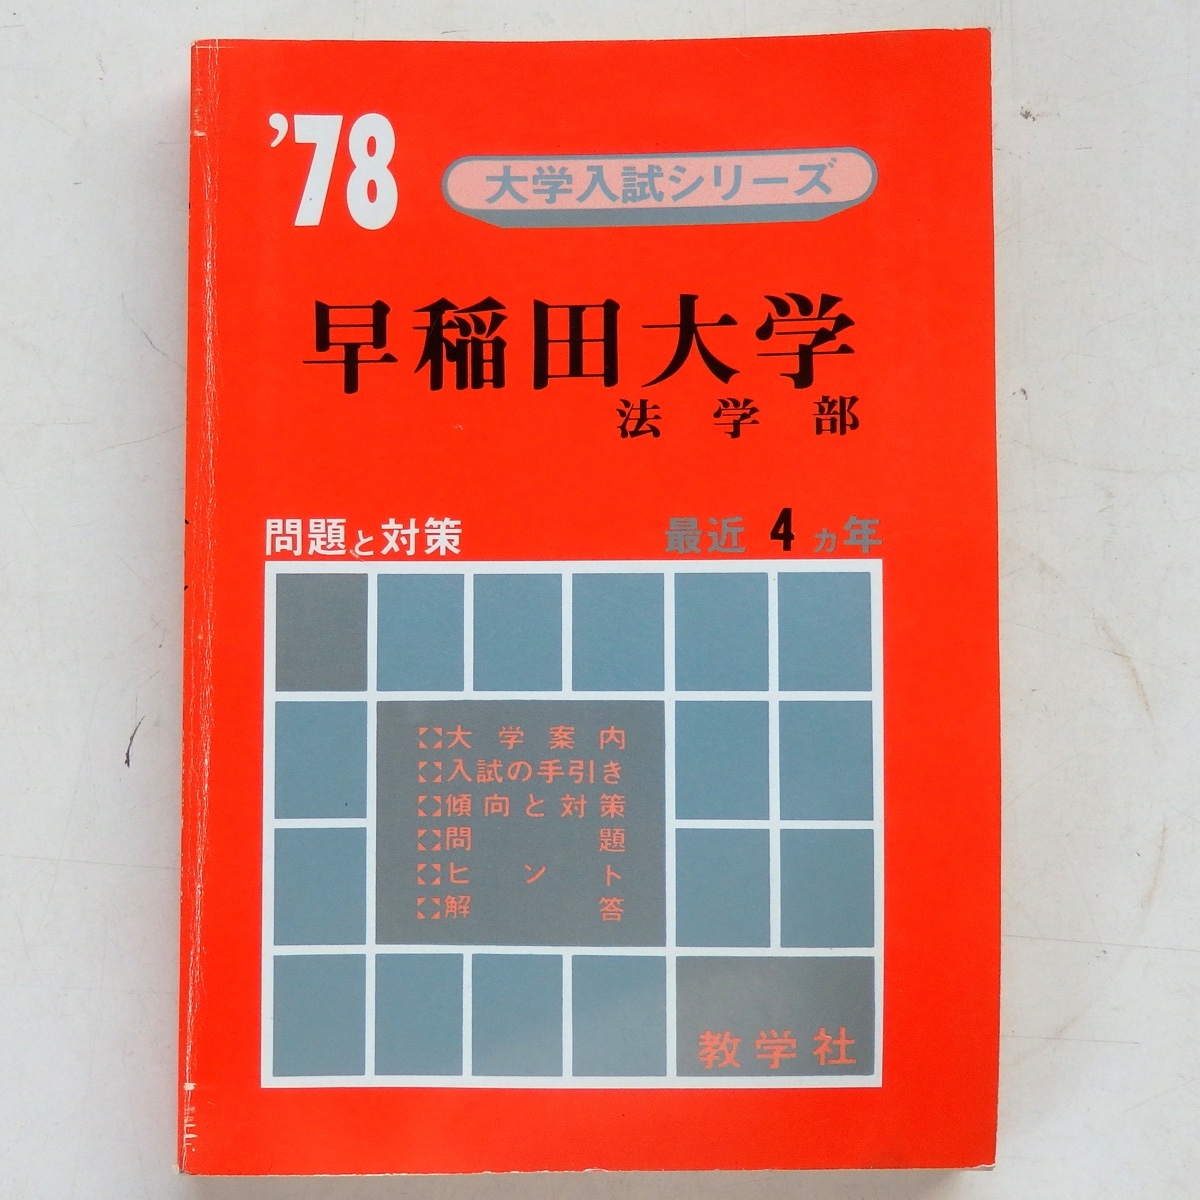 '78
大学入試シリーズ
早稲田大学
法学部
問題と対策
最近4ヵ年
大学案内
入試の手引き
傾向と対策
問題
ヒント
解答
教学社